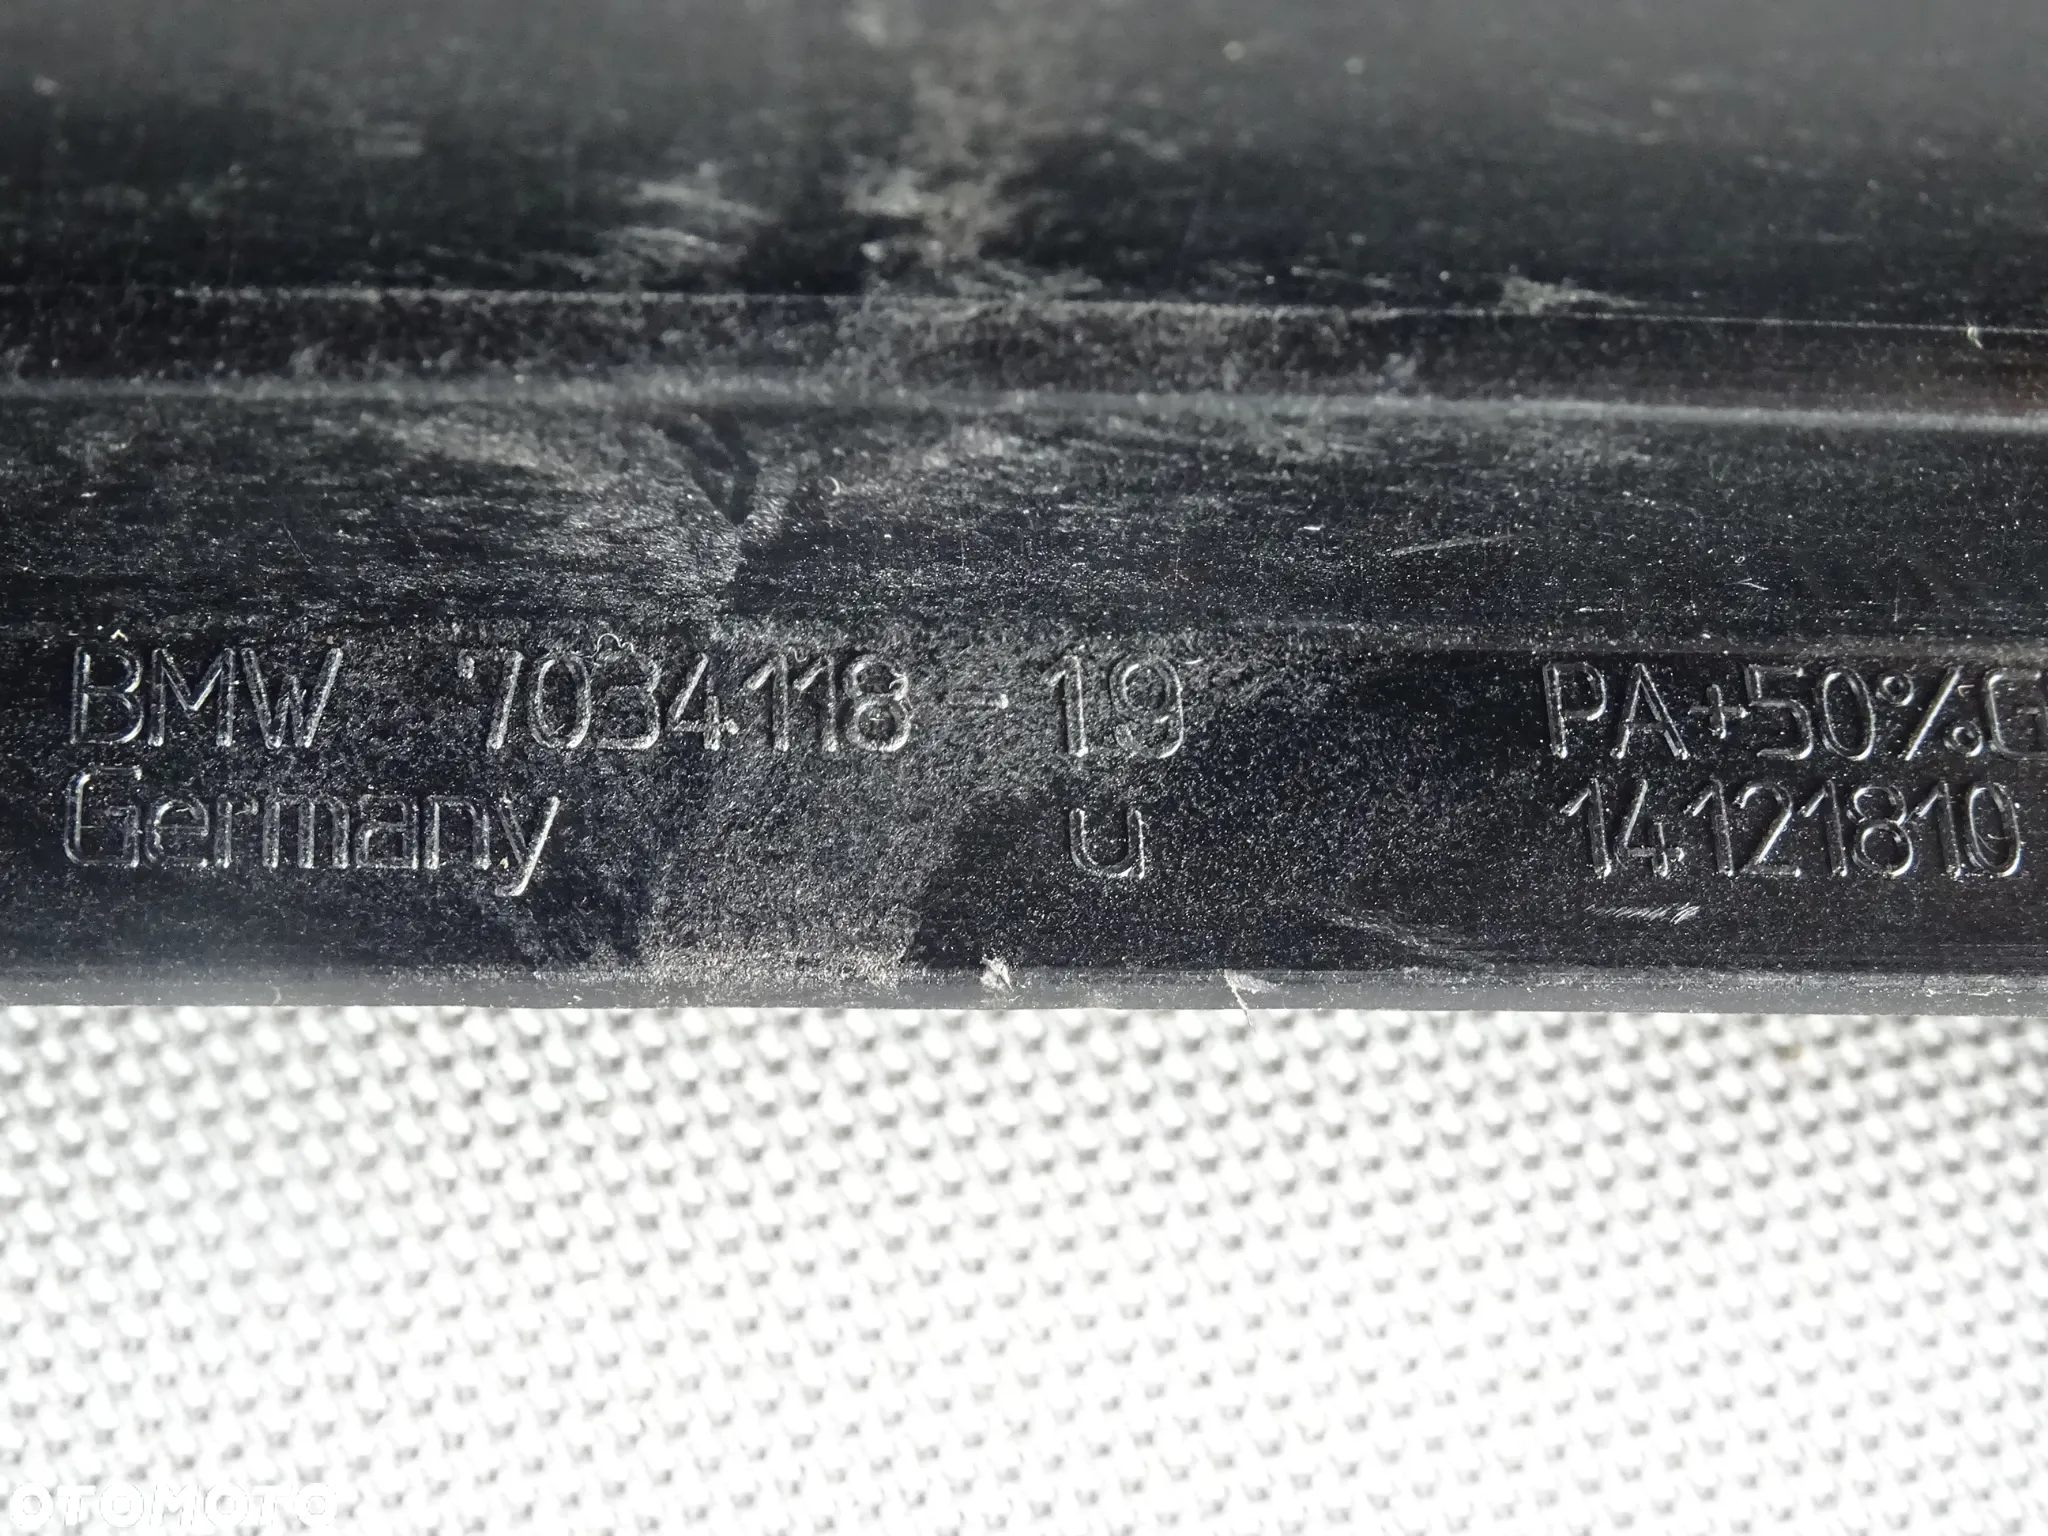 BMW 7034118-19 PA+50%G
Germany u 14121810
OTOMOTO